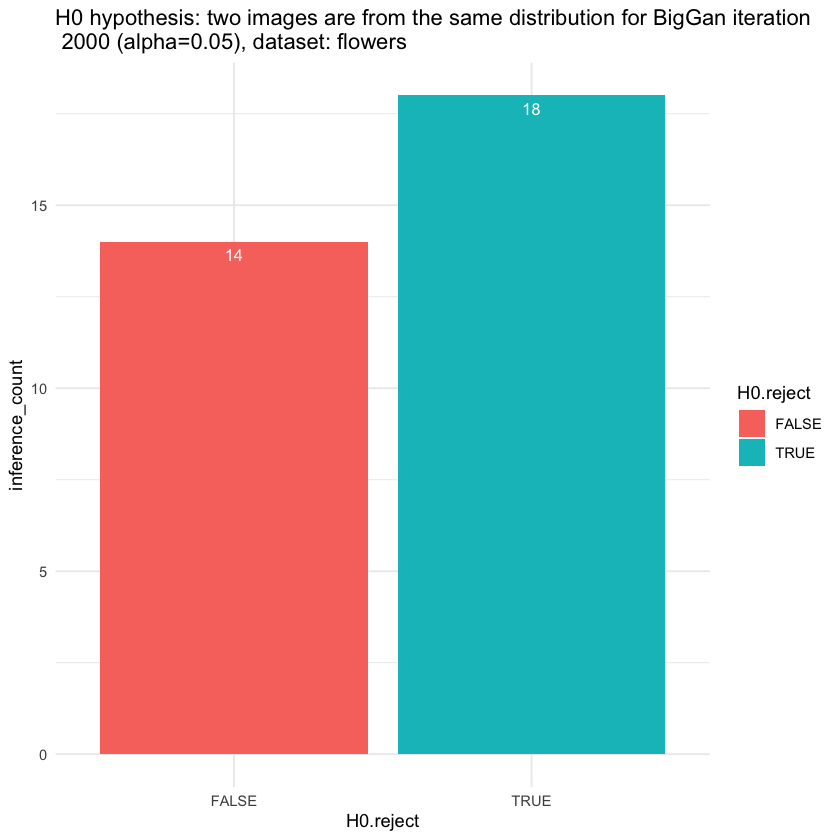 H0 hypothesis: two images are from the same distribution for BigGan iteration
2000 (alpha=0.05), dataset: flowers
18
15
14
10
5
0
inference_count
FALSE
TRUE
H0.reject
H0.reject
FALSE
TRUE